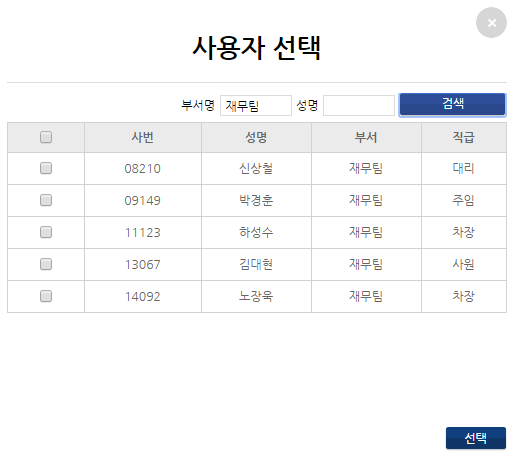 사용자 선택
부서명 재무팀 성명 검색
사번 성명 부서 직급
08210 신상철 재무팀 대리
09149 박경훈 재무팀 주임
11123 하성수 재무팀 차장
13067 김대현 재무팀 사원
14092 노장욱 재무팀 차장
선택